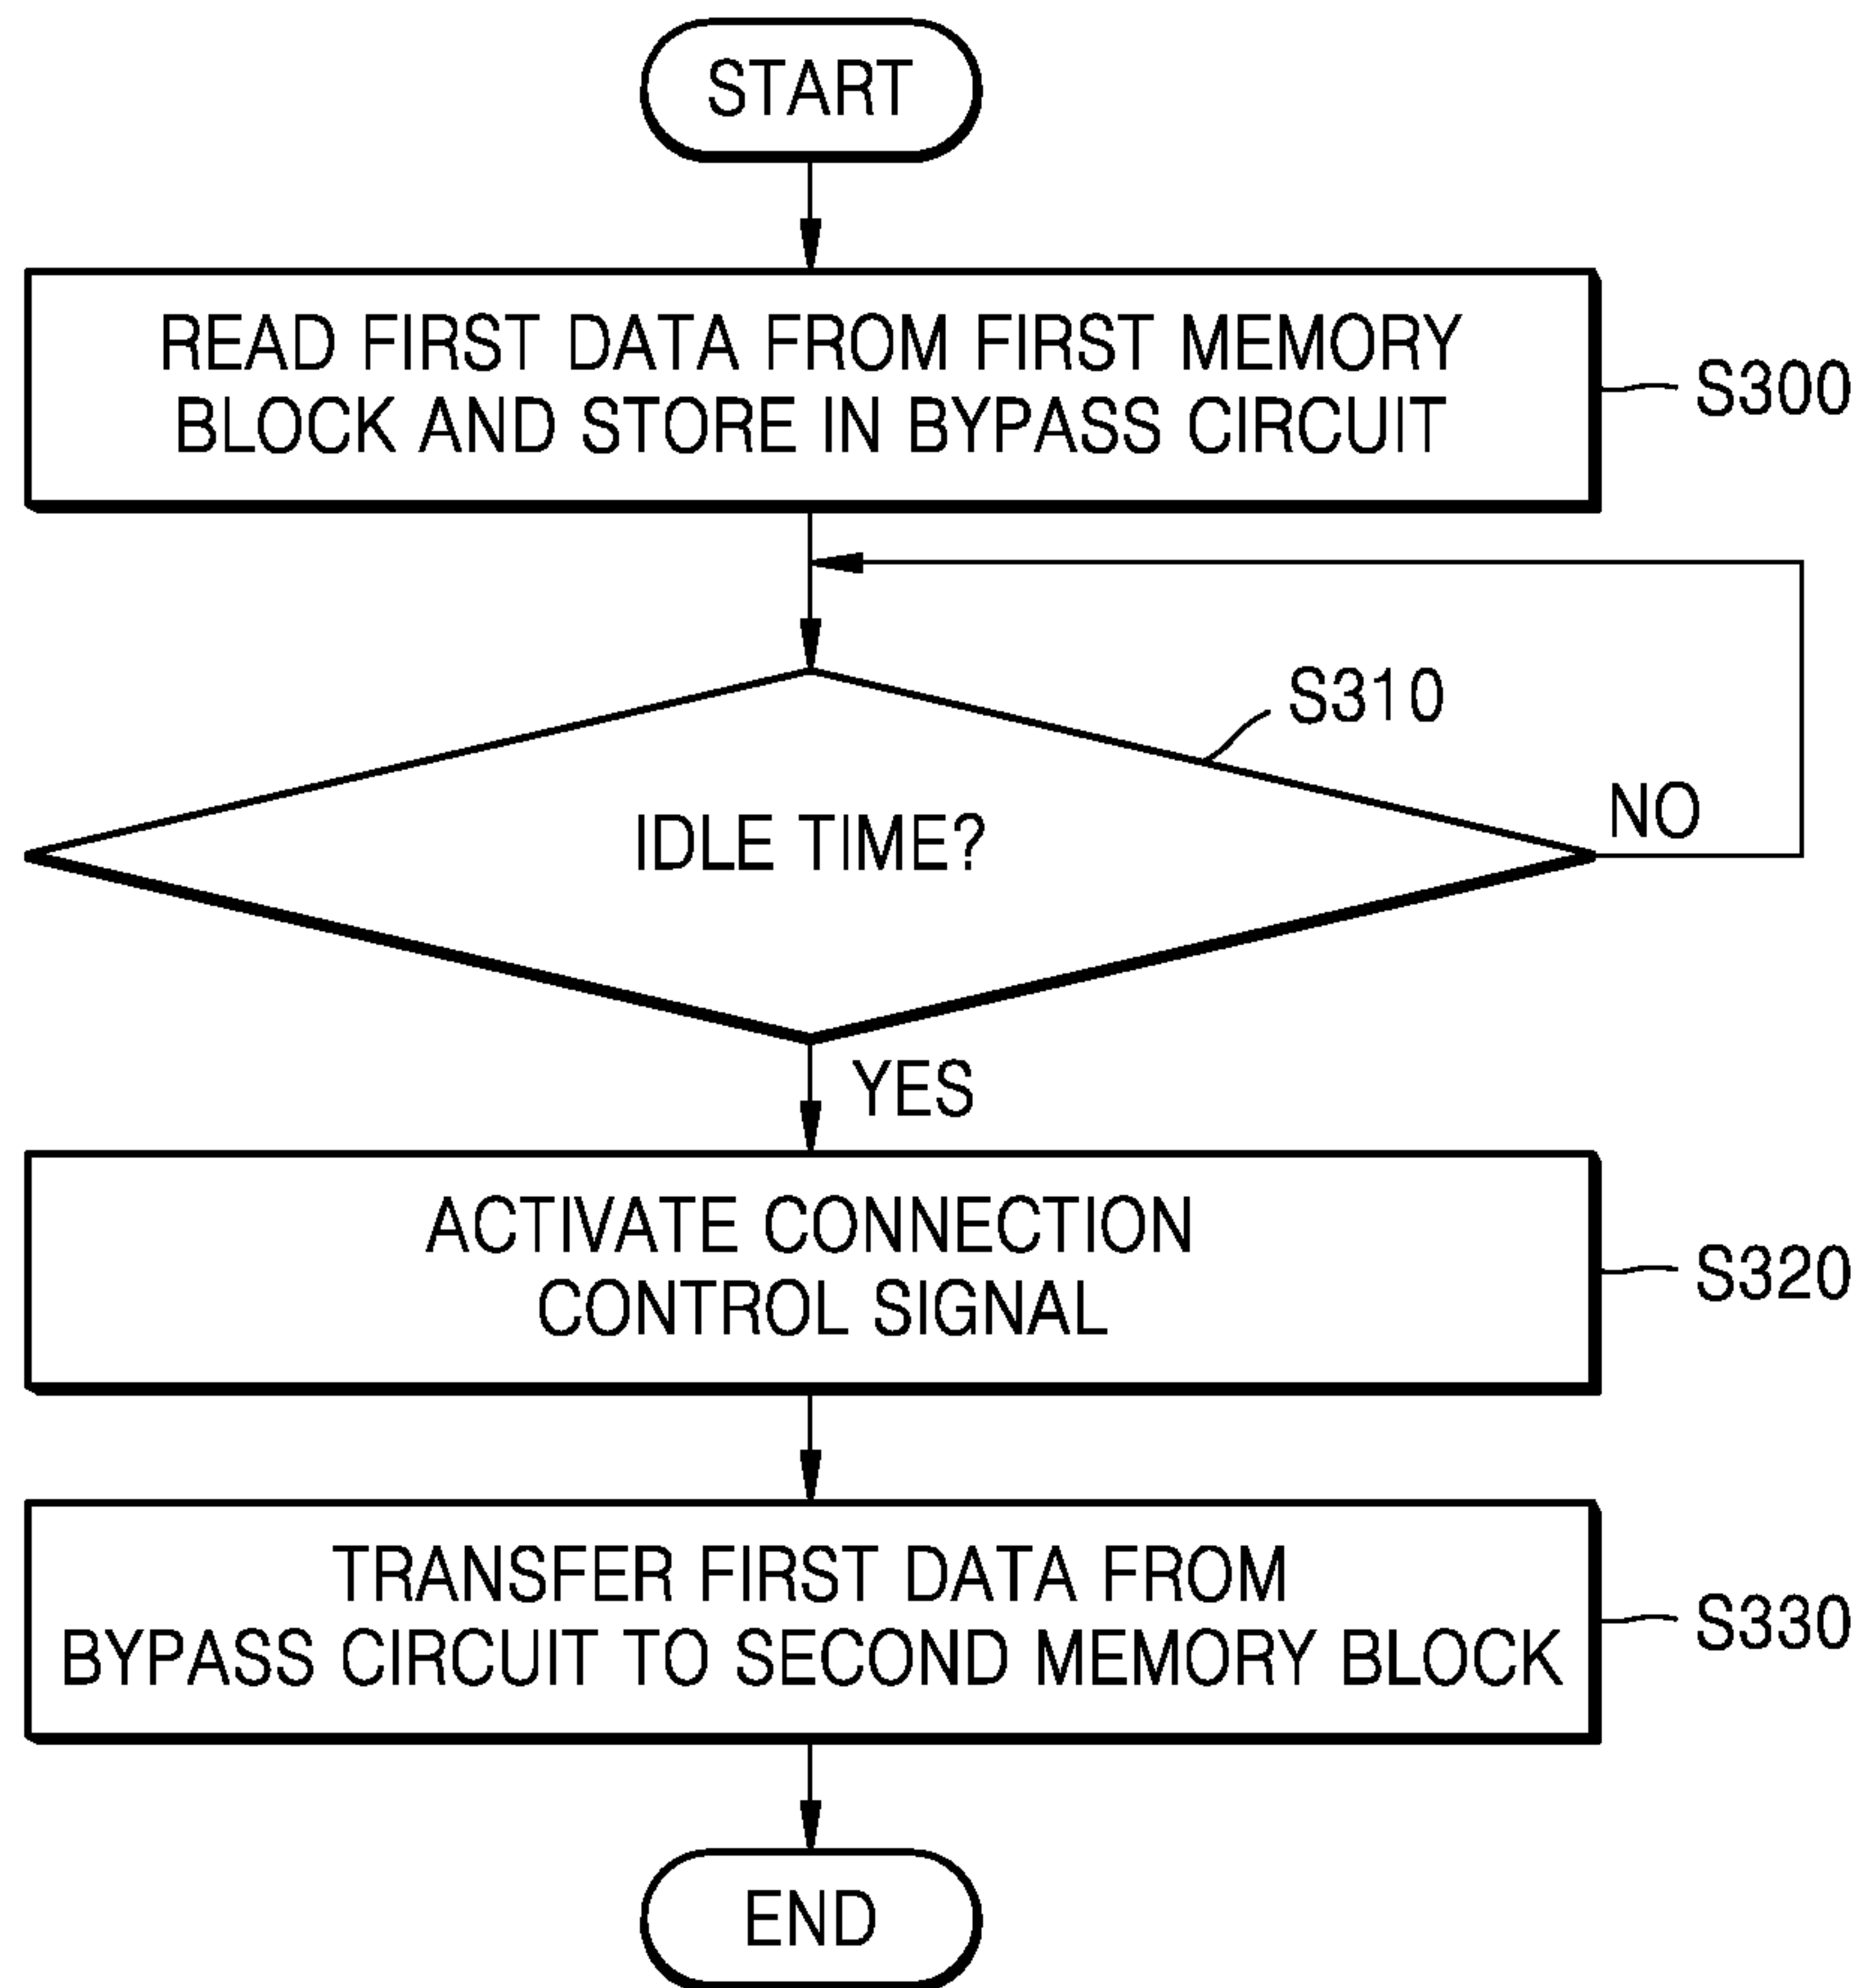 START
READ FIRST DATA FROM FIRST MEMORY
BLOCK AND STORE IN BYPASS CIRCUIT
S300
S310
NO
IDLE TIME?
YES
ACTIVATE CONNECTION
CONTROL SIGNAL
S320
TRANSFER FIRST DATA FROM
BYPASS CIRCUIT TO SECOND MEMORY BLOCK
S330
END